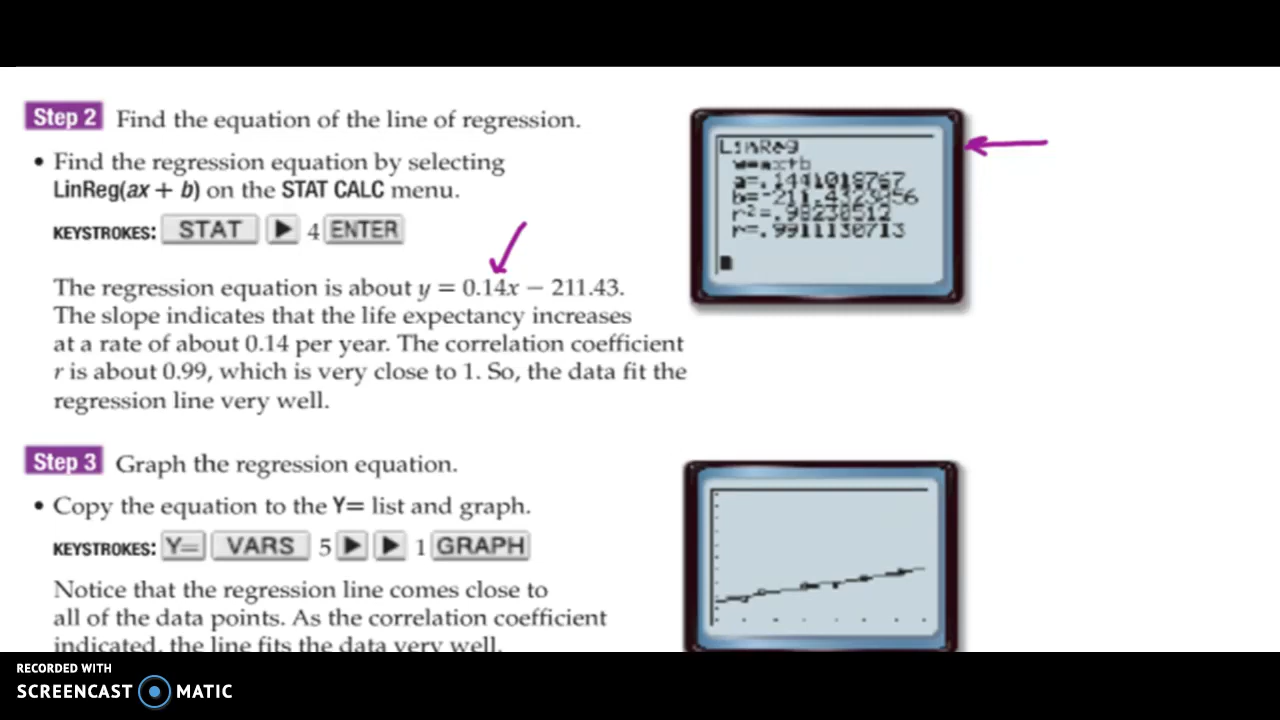 Step 2 Find the equation of the line of regression.
• Find the regression equation by selecting
LinReg(ax + b) on the STAT CALC menu.
KEYSTROKES: STAT ▶ 4 ENTER
The regression equation is about y = 0.14x − 211.43.
The slope indicates that the life expectancy increases
at a rate of about 0.14 per year. The correlation coefficient
r is about 0.99, which is very close to 1. So, the data fit the
regression line very well.
LinReg
y=ax+b
a=.1441018767
b=-211.4323056
r²=.98230512
r=.9911130713
Step 3 Graph the regression equation.
• Copy the equation to the Y= list and graph.
KEYSTROKES: Y= VARS 5 ▶ ▶ 1 GRAPH
Notice that the regression line comes close to
all of the data points. As the correlation coefficient
indicated, the line fits the data very well.
RECORDED WITH
SCREENCAST MATIC